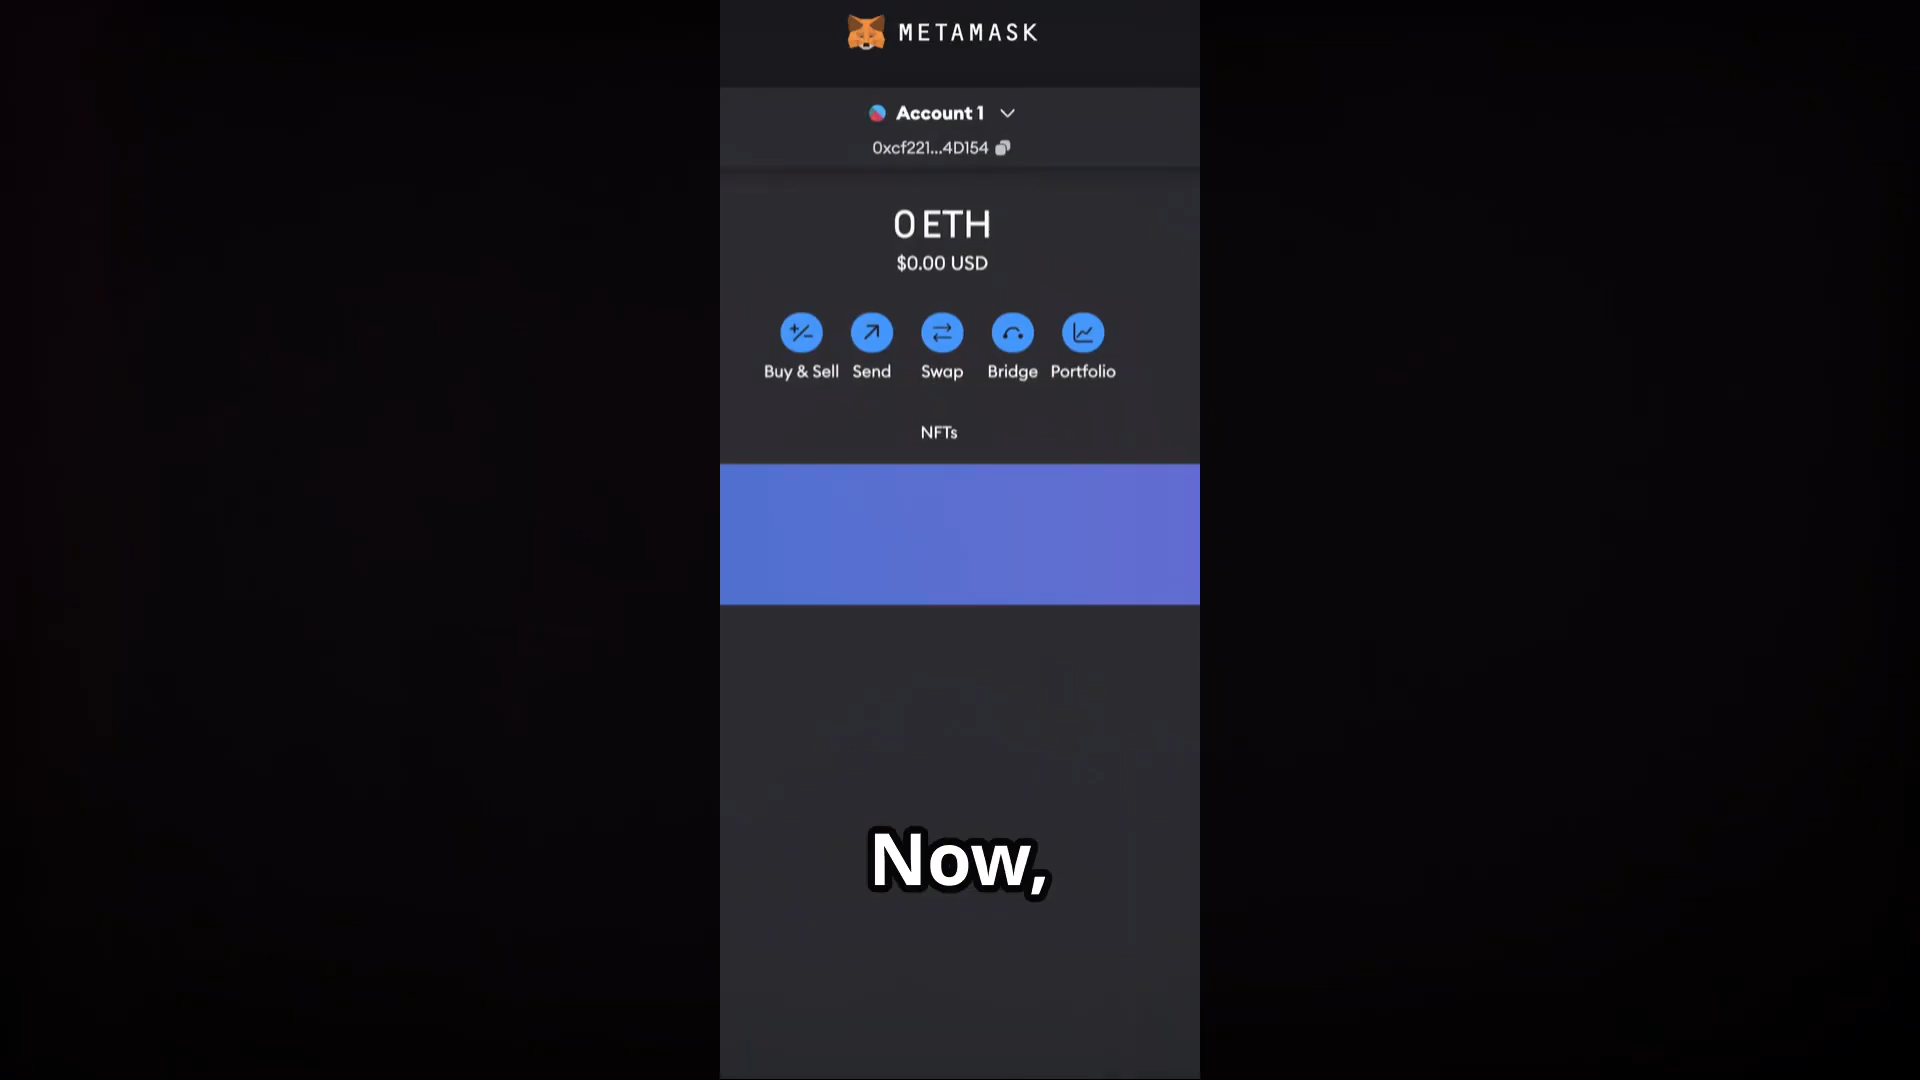 METAMASK
Account 1
0xcf221...4D154
0 ETH
$0.00 USD
Buy & Sell Send Swap Bridge Portfolio
NFTs
Now,